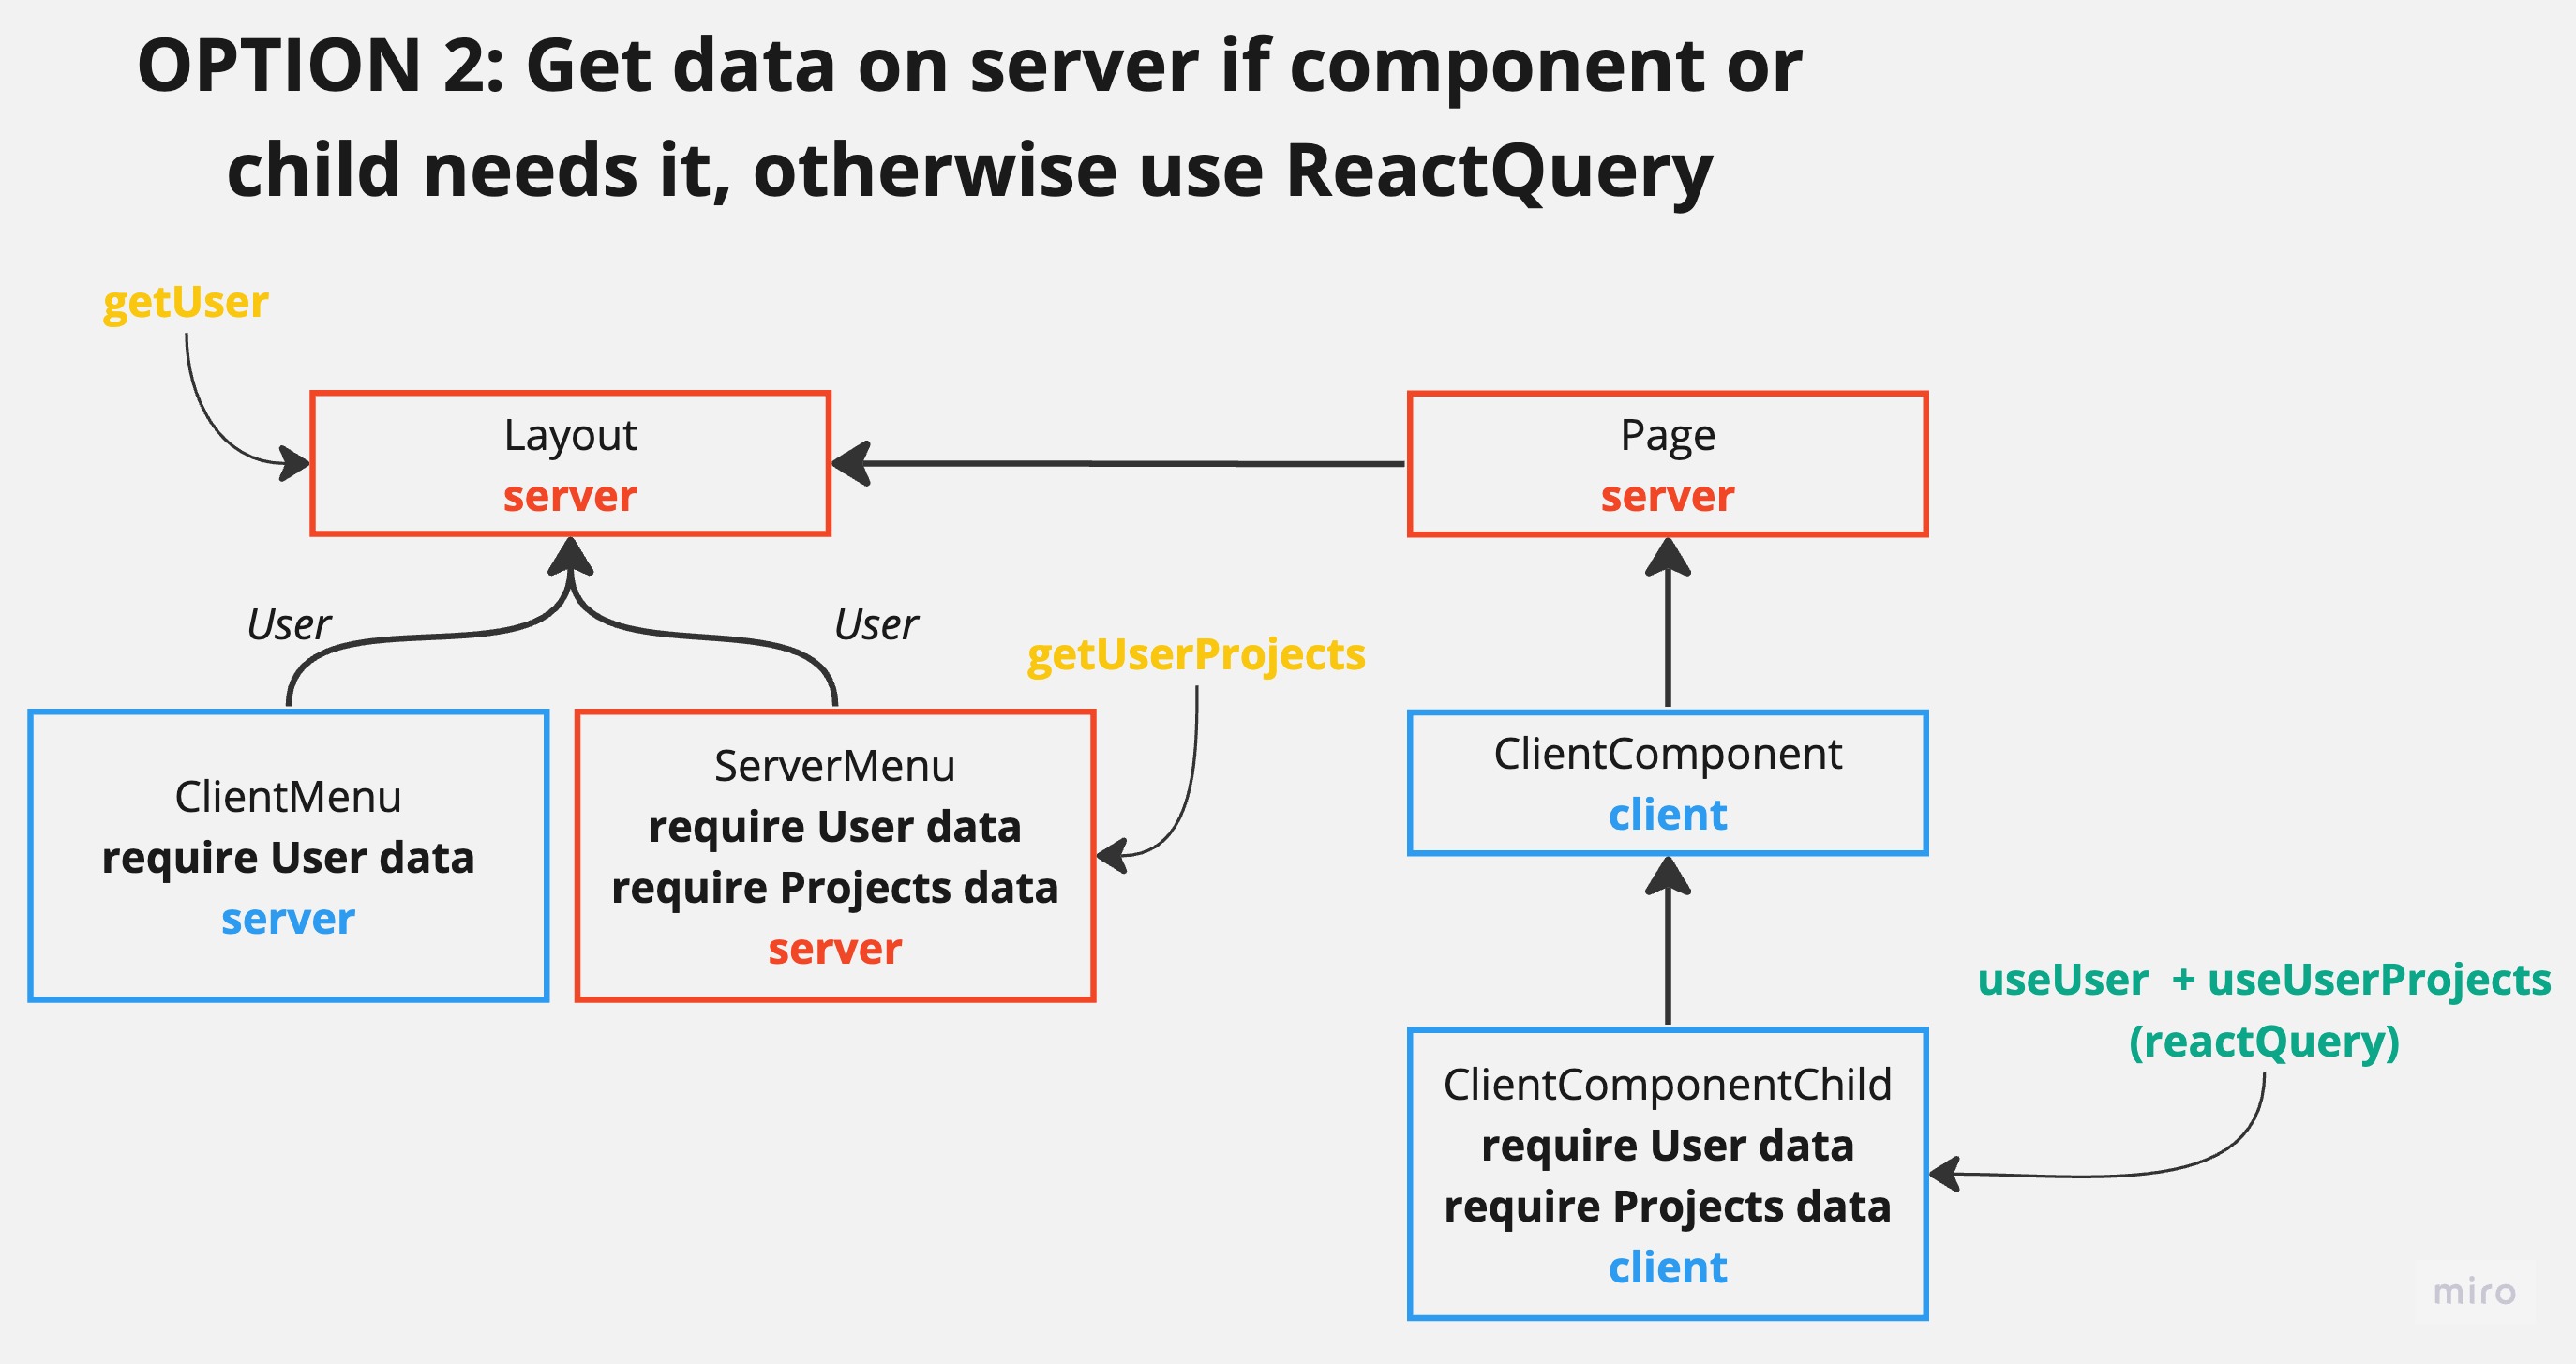 OPTION 2: Get data on server if component or
child needs it, otherwise use ReactQuery
getUser
Layout
server
Page
server
User
User
getUserProjects
ClientMenu
require User data
server
ServerMenu
require User data
require Projects data
server
ClientComponent
client
useUser + useUserProjects
(reactQuery)
ClientComponentChild
require User data
require Projects data
client
miro